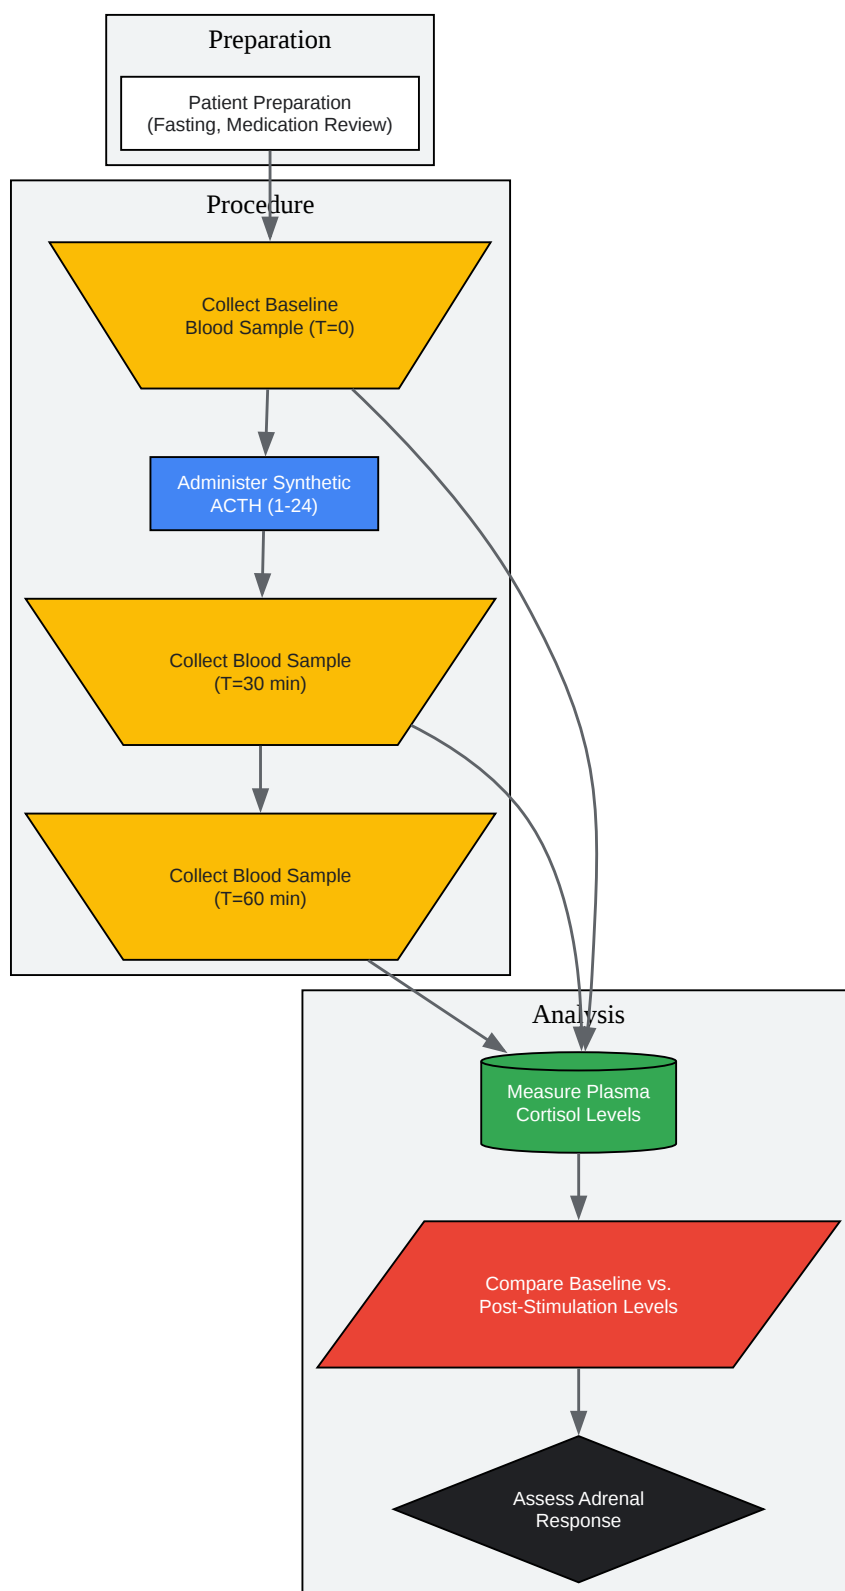 Preparation
Patient Preparation
(Fasting, Medication Review)
Procedure
Collect Baseline
Blood Sample (T=0)
Administer Synthetic
ACTH (1-24)
Collect Blood Sample
(T=30 min)
Collect Blood Sample
(T=60 min)
Analysis
Measure Plasma
Cortisol Levels
Compare Baseline vs.
Post-Stimulation Levels
Assess Adrenal
Response